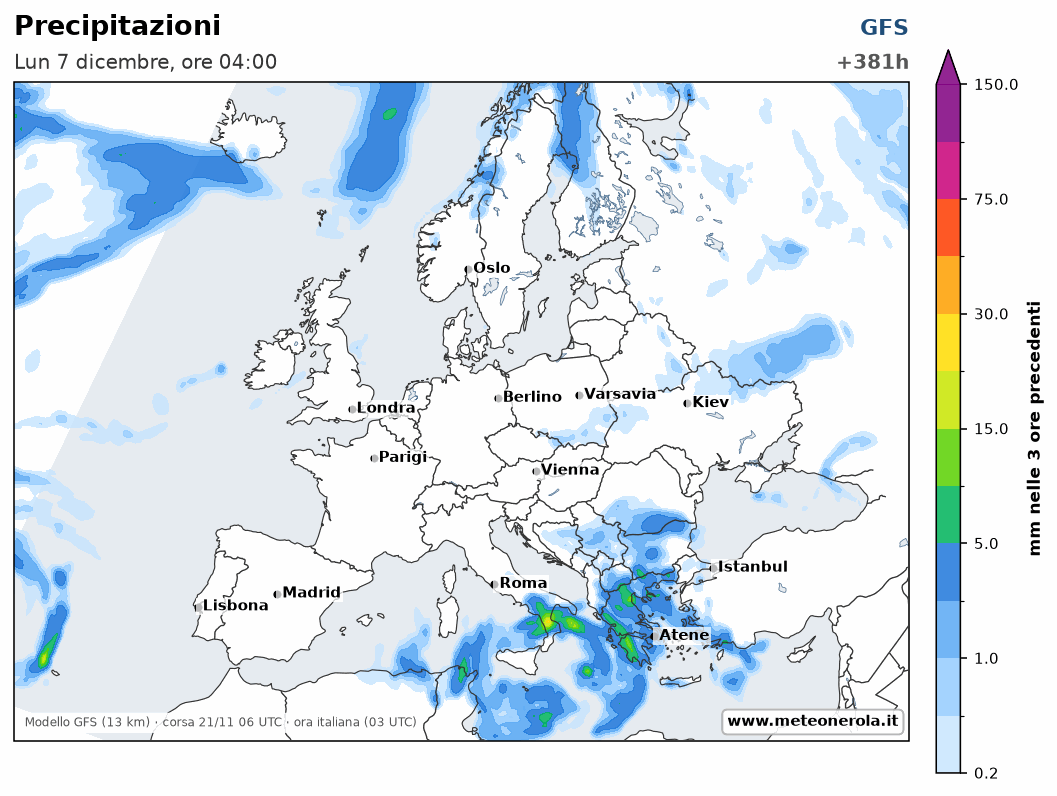 Precipitazioni
GFS
Lun 7 dicembre, ore 04:00
+381h
150.0
75.0
30.0
15.0
5.0
1.0
0.2
mm nelle 3 ore precedenti
Oslo
Berlino
Varsavia
Kiev
Londra
Parigi
Vienna
Istanbul
Roma
Madrid
Lisbona
Atene
Modello GFS (13 km) · corsa 21/11 06 UTC · ora italiana (03 UTC)
www.meteonerola.it